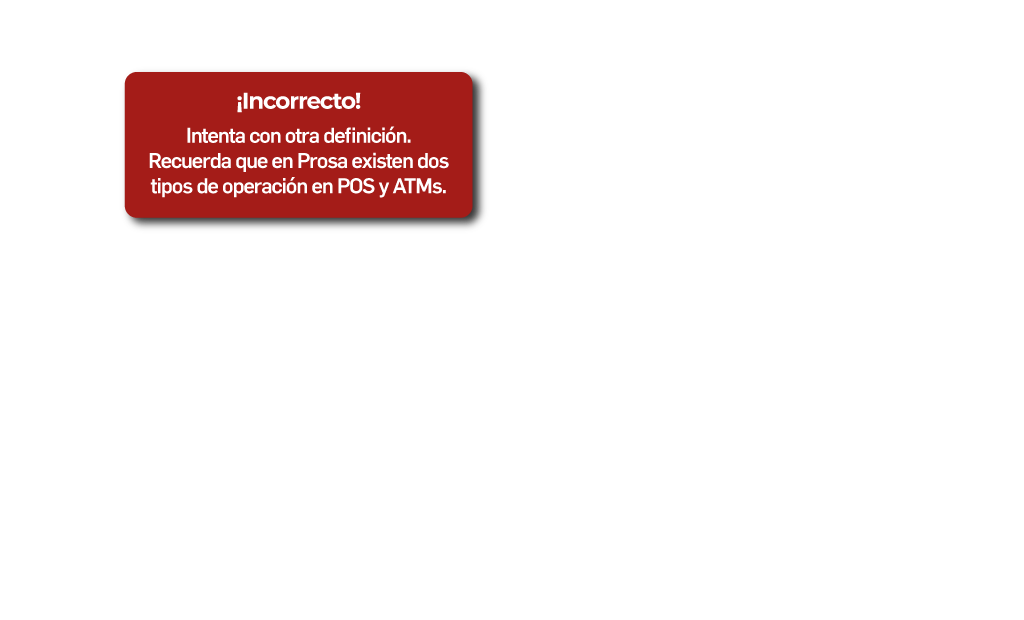 ¡Incorrecto!
Intenta con otra definición.
Recuerda que en Prosa existen dos
tipos de operación en POS y ATMs.